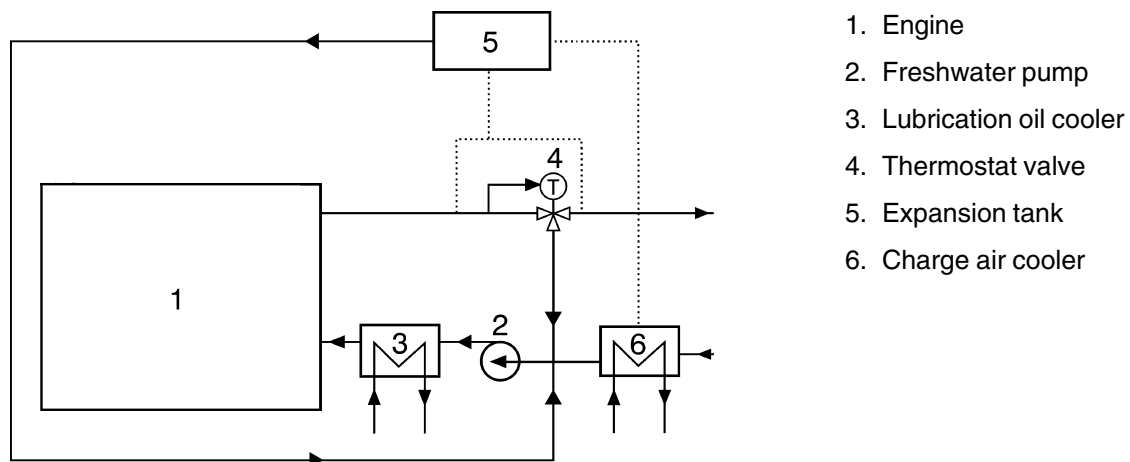 5
4
T
1
3
2
6
1. Engine
2. Freshwater pump
3. Lubrication oil cooler
4. Thermostat valve
5. Expansion tank
6. Charge air cooler